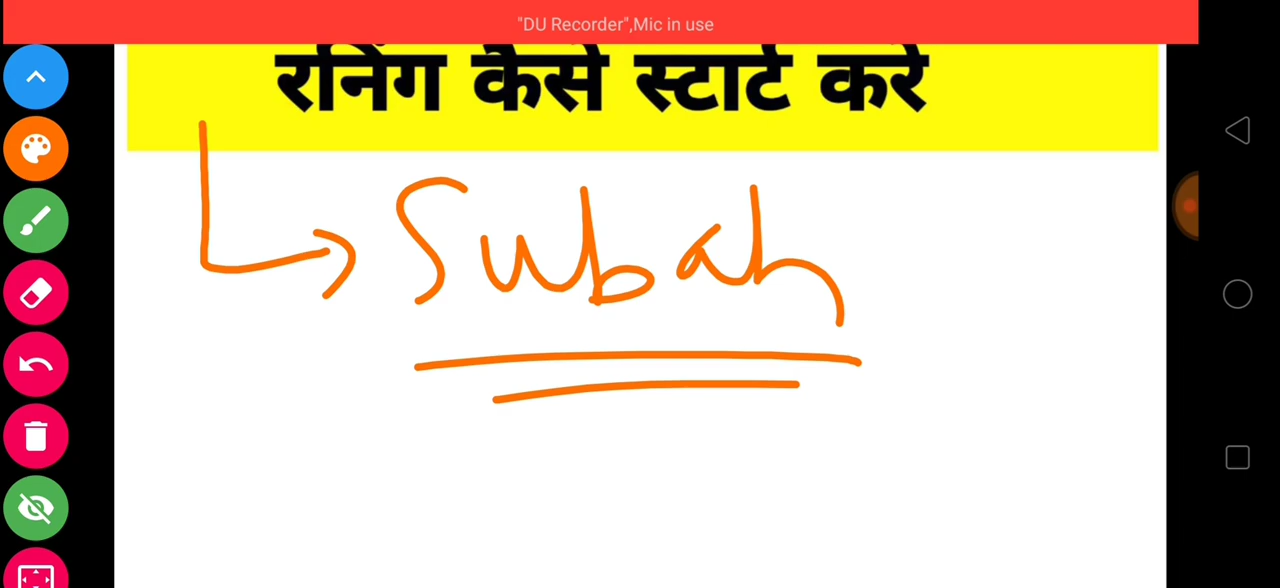 "DU Recorder",Mic in use
रनिंग कैसे स्टार्ट करे
Subah